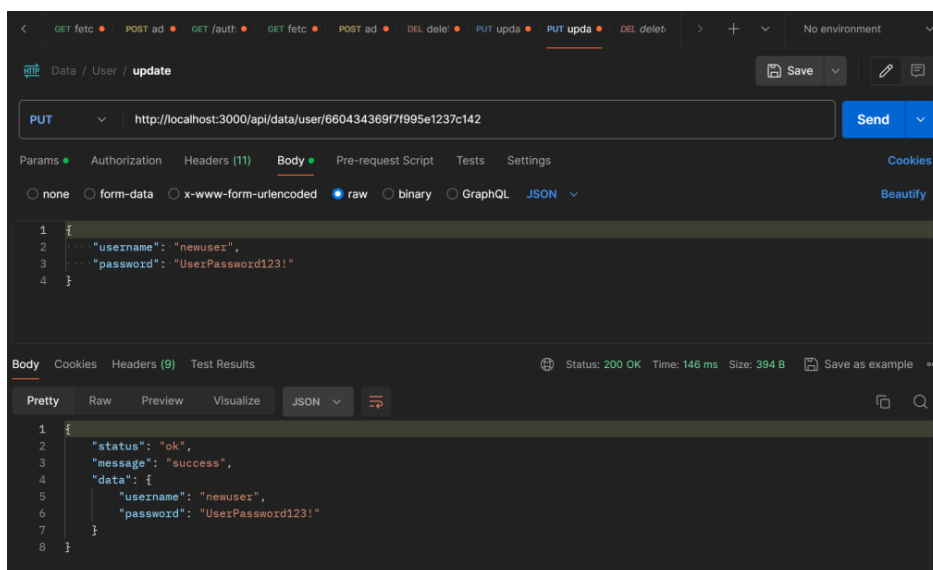 GET fetc POST ad GET /auth GET fetc POST ad DEL dele PUT upda PUT upda DEL delet No environment
HTTP Data / User / update Save
PUT http://localhost:3000/api/data/user/660434369f7f995e1237c142 Send
Params Authorization Headers (11) Body Pre-request Script Tests Settings Cookies
none form-data x-www-form-urlencoded raw binary GraphQL JSON Beautify
1 {
2 "username": "newuser",
3 "password": "UserPassword123!"
4 }
Body Cookies Headers (9) Test Results Status: 200 OK Time: 146 ms Size: 394 B Save as example
Pretty Raw Preview Visualize JSON
1 {
2 "status": "ok",
3 "message": "success",
4 "data": {
5 "username": "newuser",
6 "password": "UserPassword123!"
7 }
8 }